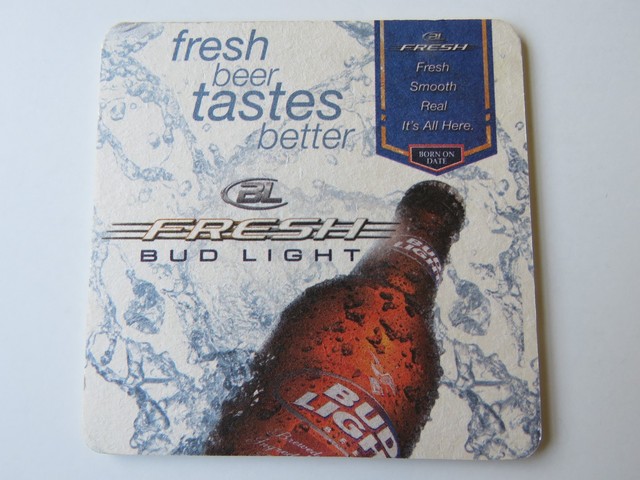 fresh
beer
tastes
better
BL
FRESH
Fresh
Smooth
Real
It's All Here.
BORN ON
DATE
BL
FRESH
BUD LIGHT
BUD
LIGHT
BUD
LIGHT